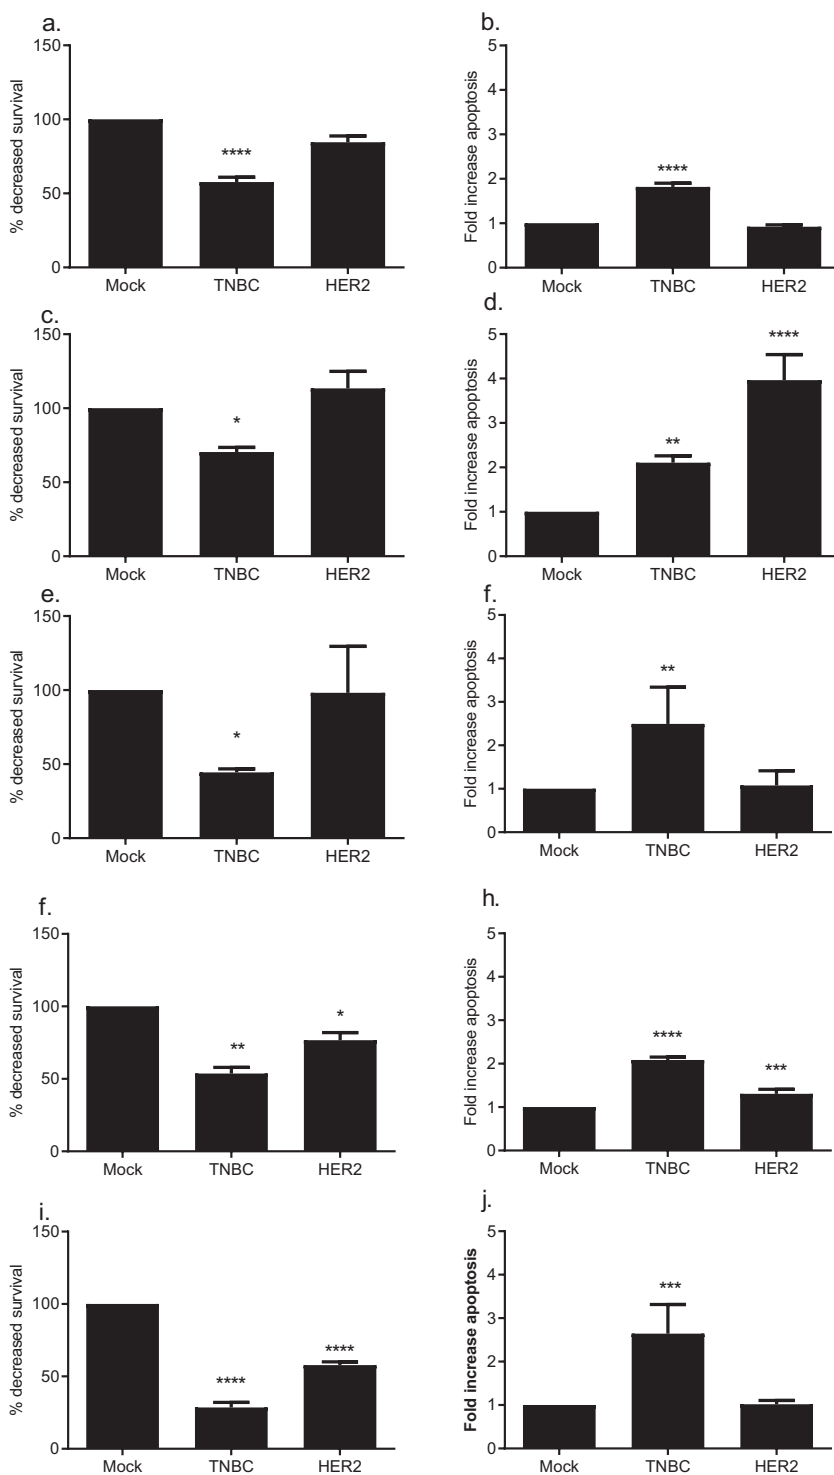 a.
% decreased survival
150
100
50
0
****
Mock TNBC HER2
b.
Fold increase apoptosis
5
4
3
2
1
0
****
Mock TNBC HER2
c.
% decreased survival
150
100
50
0
*
Mock TNBC HER2
d.
Fold increase apoptosis
5
4
3
2
1
0
**
****
Mock TNBC HER2
e.
% decreased survival
150
100
50
0
*
Mock TNBC HER2
f.
Fold increase apoptosis
5
4
3
2
1
0
**
Mock TNBC HER2
f.
% decreased survival
150
100
50
0
**
*
Mock TNBC HER2
h.
Fold increase apoptosis
5
4
3
2
1
0
****
***
Mock TNBC HER2
i.
% decreased survival
150
100
50
0
****
****
Mock TNBC HER2
j.
Fold increase apoptosis
5
4
3
2
1
0
***
Mock TNBC HER2